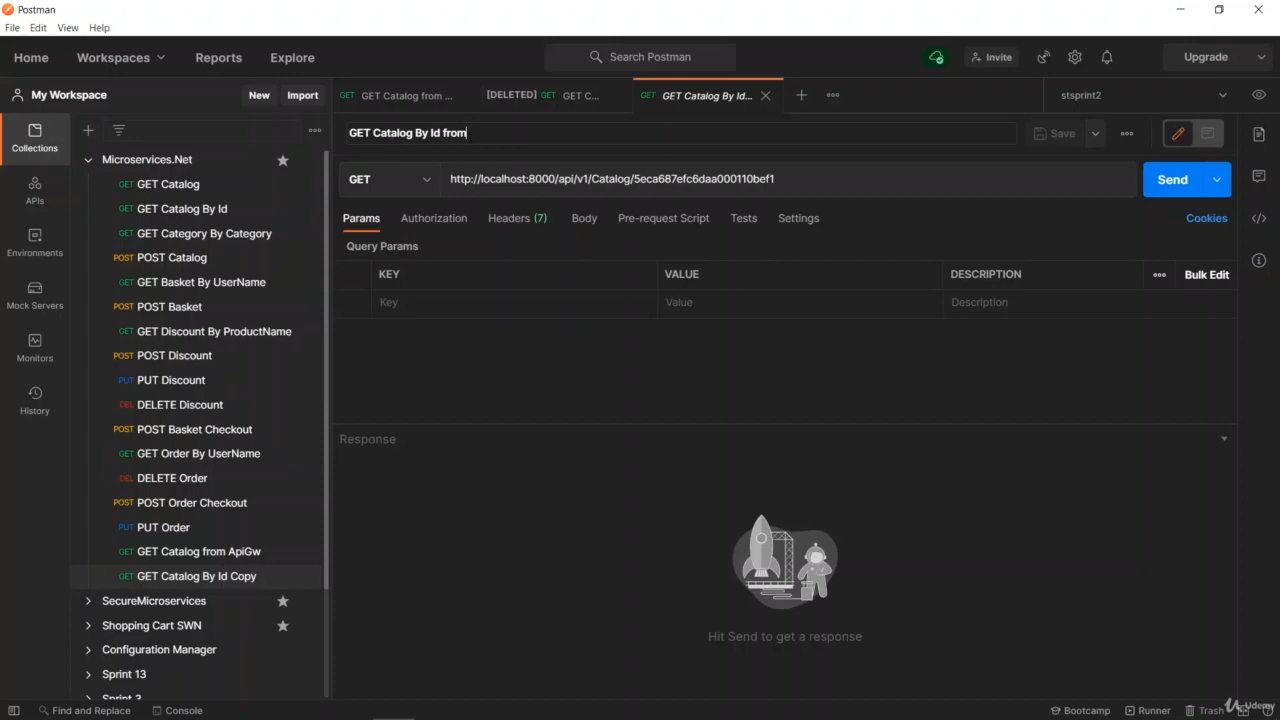 Postman
File Edit View Help
Home Workspaces Reports Explore Search Postman Invite Upgrade
My Workspace New Import GET GET Catalog from ... [DELETED] GET GET C... GET GET Catalog By Id... stsprint2
Collections
APIs
Environments
Mock Servers
Monitors
History
Microservices.Net
GET GET Catalog
GET GET Catalog By Id
GET GET Category By Category
POST POST Catalog
GET GET Basket By UserName
POST POST Basket
GET GET Discount By ProductName
POST POST Discount
PUT PUT Discount
DEL DELETE Discount
POST POST Basket Checkout
GET GET Order By UserName
DEL DELETE Order
POST POST Order Checkout
PUT PUT Order
GET GET Catalog from ApiGw
GET GET Catalog By Id Copy
SecureMicroservices
Shopping Cart SWN
Configuration Manager
Sprint 13
Sprint 3
GET Catalog By Id from Save
GET http://localhost:8000/api/v1/Catalog/5eca687efc6daa000110bef1 Send
Params Authorization Headers (7) Body Pre-request Script Tests Settings Cookies
Query Params
KEY VALUE DESCRIPTION Bulk Edit
Key Value Description
Response
Hit Send to get a response
Find and Replace Console Bootcamp Runner Trash
Udemy